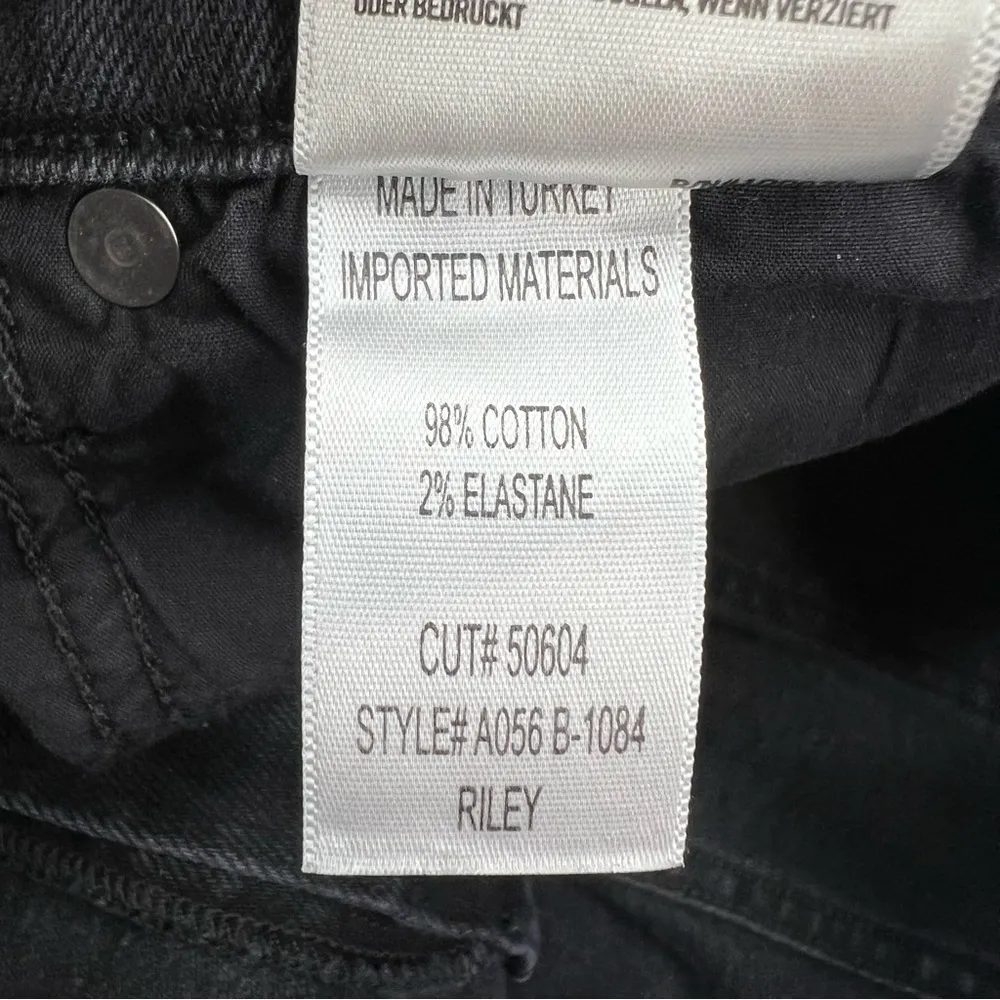 ODER BEDRUCKT
WENN VERZIERT
MADE IN TURKEY
IMPORTED MATERIALS
98% COTTON
2% ELASTANE
CUT# 50604
STYLE# A056 B-1084
RILEY